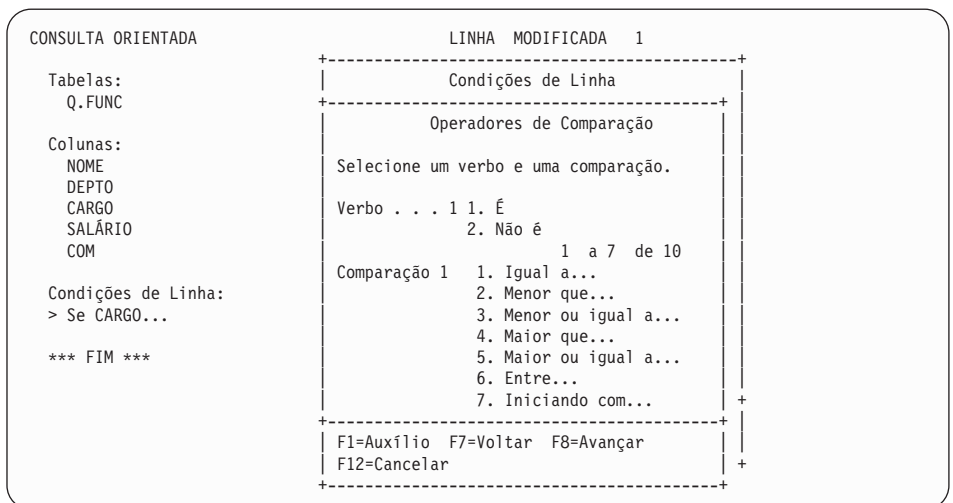 CONSULTA ORIENTADA LINHA MODIFICADA 1
+-------------------------------------------+
Tabelas: | Condições de Linha |
Q.FUNC +-----------------------------------------+ |
| Operadores de Comparação | |
Colunas: | | |
NOME | Selecione um verbo e uma comparação. | |
DEPTO | | |
CARGO | Verbo . . . 1 1. É | |
SALÁRIO | 2. Não é | |
COM | 1 a 7 de 10 | |
| Comparação 1 1. Igual a... | |
Condições de Linha: | 2. Menor que... | |
> Se CARGO... | 3. Menor ou igual a... | |
| 4. Maior que... | |
*** FIM *** | 5. Maior ou igual a... | |
| 6. Entre... | |
| 7. Iniciando com... | +
+-----------------------------------------+ |
| F1=Auxílio F7=Voltar F8=Avançar | |
| F12=Cancelar | +
+-----------------------------------------+